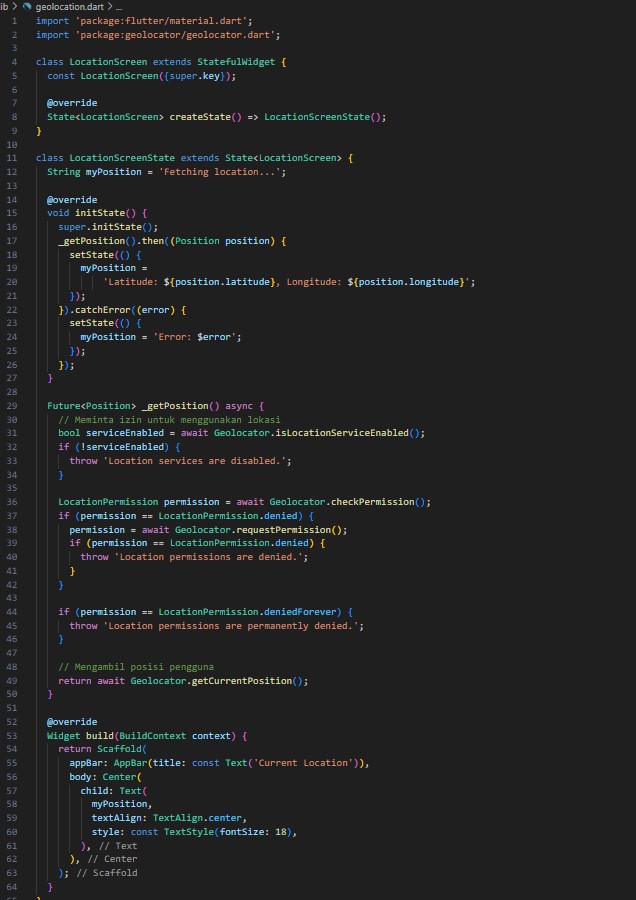 ib > geolocation.dart > ...
1 import 'package:flutter/material.dart';
2 import 'package:geolocator/geolocator.dart';
3
4 class LocationScreen extends StatefulWidget {
5   const LocationScreen({super.key});
6
7   @override
8   State<LocationScreen> createState() => LocationScreenState();
9 }
10
11 class LocationScreenState extends State<LocationScreen> {
12   String myPosition = 'Fetching location...';
13
14   @override
15   void initState() {
16     super.initState();
17     _getPosition().then((Position position) {
18       setState(() {
19         myPosition =
20             'Latitude: ${position.latitude}, Longitude: ${position.longitude}';
21       });
22     }).catchError((error) {
23       setState(() {
24         myPosition = 'Error: $error';
25       });
26     });
27   }
28
29   Future<Position> _getPosition() async {
30     // Meminta izin untuk menggunakan lokasi
31     bool serviceEnabled = await Geolocator.isLocationServiceEnabled();
32     if (!serviceEnabled) {
33       throw 'Location services are disabled.';
34     }
35
36     LocationPermission permission = await Geolocator.checkPermission();
37     if (permission == LocationPermission.denied) {
38       permission = await Geolocator.requestPermission();
39       if (permission == LocationPermission.denied) {
40         throw 'Location permissions are denied.';
41       }
42     }
43
44     if (permission == LocationPermission.deniedForever) {
45       throw 'Location permissions are permanently denied.';
46     }
47
48     // Mengambil posisi pengguna
49     return await Geolocator.getCurrentPosition();
50   }
51
52   @override
53   Widget build(BuildContext context) {
54     return Scaffold(
55       appBar: AppBar(title: const Text('Current Location')),
56       body: Center(
57         child: Text(
58           myPosition,
59           textAlign: TextAlign.center,
60           style: const TextStyle(fontSize: 18),
61         ), // Text
62       ), // Center
63     ); // Scaffold
64   }